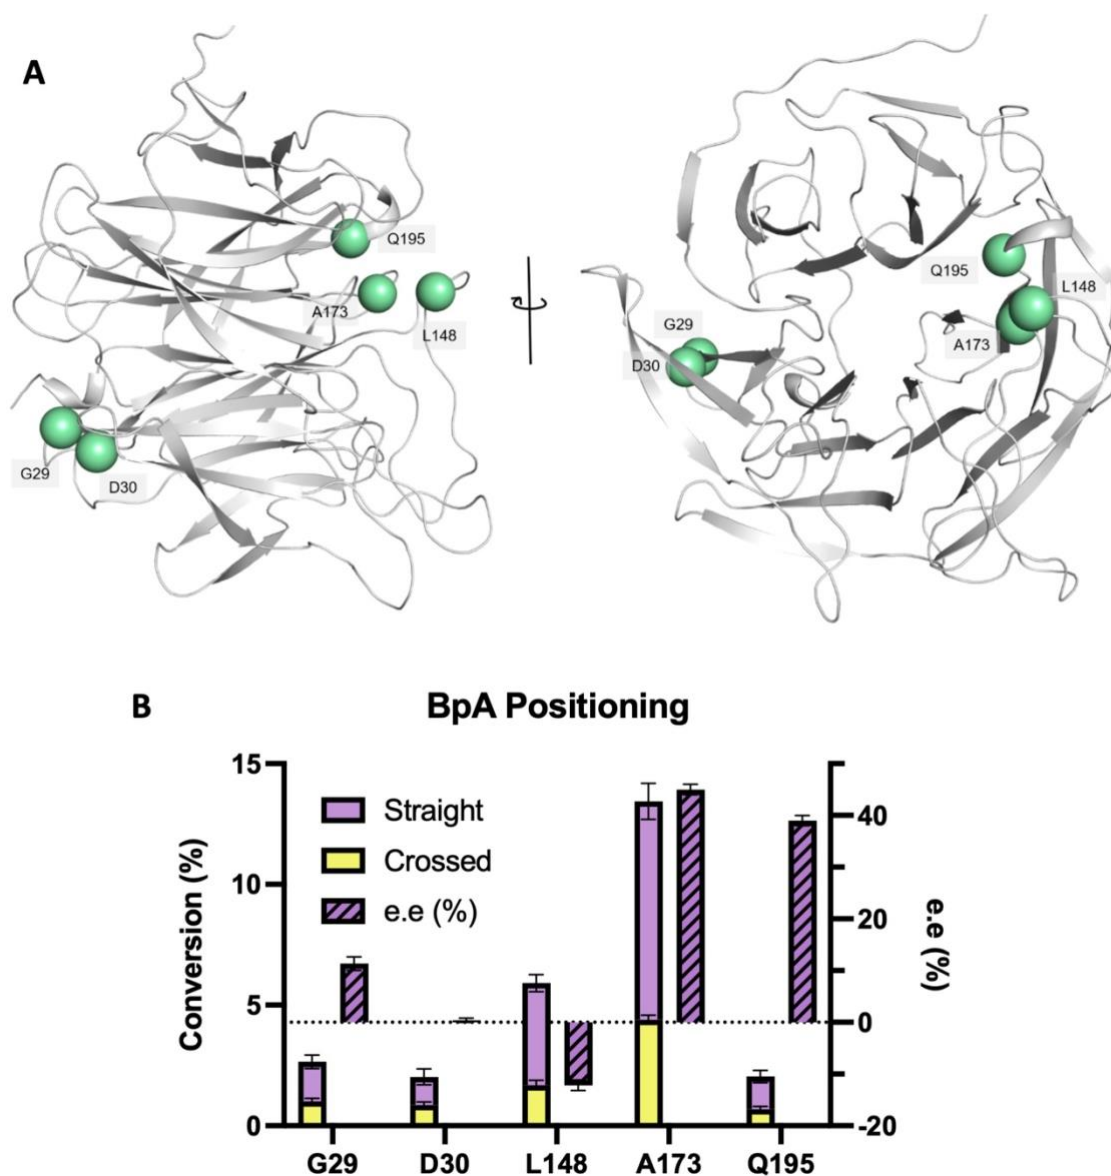 A
Q195
A173
L148
G29
D30
Q195
L148
G29
A173
D30
B
BpA Positioning
Conversion (%)
15
10
5
0
Straight
Crossed
e.e (%)
40
20
0
-20
e.e (%)
G29 D30 L148 A173 Q195